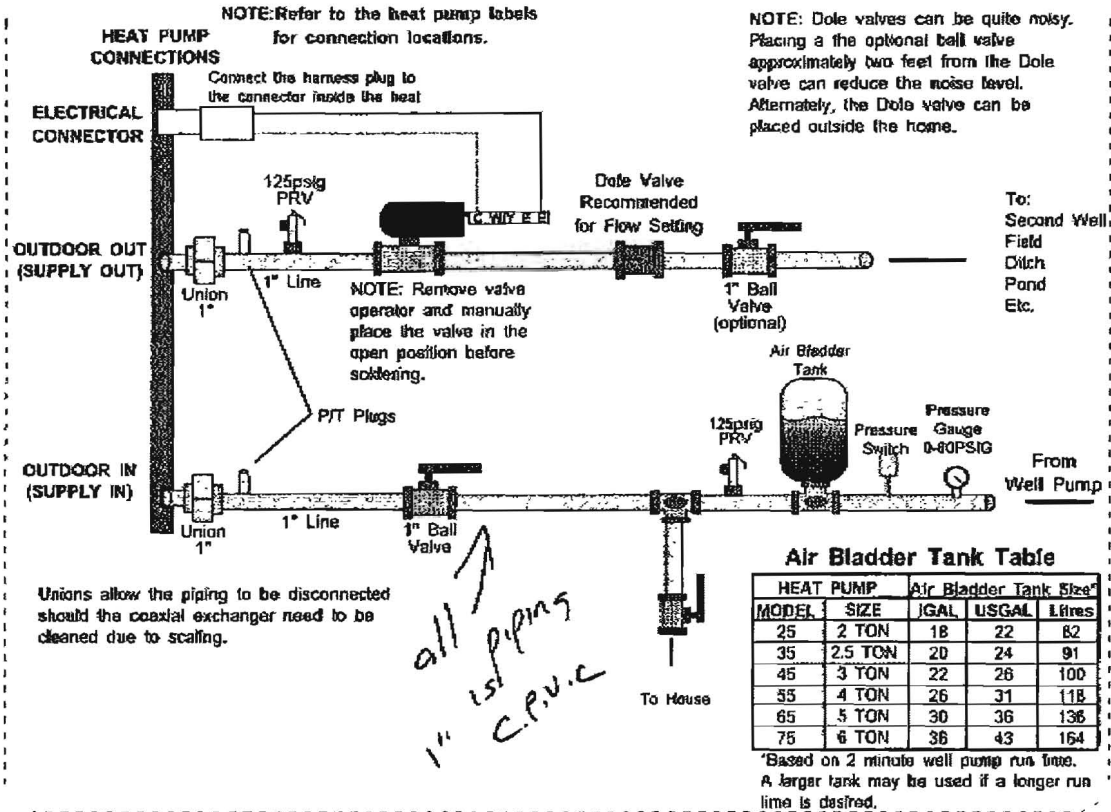 NOTE:Refer to the heat pump labels
for connection locations.
NOTE: Dole valves can be quite noisy.
Placing a the optional ball valve
approximately two feet from the Dole
valve can reduce the noise level.
Alternately, the Dole valve can be
placed outside the home.
HEAT PUMP
CONNECTIONS
Connect the harness plug to
the connector inside the heat
ELECTRICAL
CONNECTOR
125psig
PRV
C W/Y E E
Dole Valve
Recommended
for Flow Setting
To:
Second Well
Field
Ditch
Pond
Etc.
OUTDOOR OUT
(SUPPLY OUT)
Union
1"
1" Line
NOTE: Remove valve
operator and manually
place the valve in the
open position before
soldering.
1" Ball
Valve
(optional)
Air Bladder
Tank
P/T Plugs
125psig
PRV
Pressure
Switch
Pressure
Gauge
0-60PSIG
From
Well Pump
OUTDOOR IN
(SUPPLY IN)
Union
1"
1" Line
1" Ball
Valve
Unions allow the piping to be disconnected
should the coaxial exchanger need to be
cleaned due to scaling.
all piping
is
1" C.P.V.C
To House
Air Bladder Tank Table
HEAT PUMP Air Bladder Tank Size*
MODEL SIZE IGAL USGAL Litres
25 2 TON 18 22 82
35 2.5 TON 20 24 91
45 3 TON 22 26 100
55 4 TON 26 31 118
65 5 TON 30 36 136
75 6 TON 36 43 164
*Based on 2 minute well pump run time.
A larger tank may be used if a longer run
time is desired.